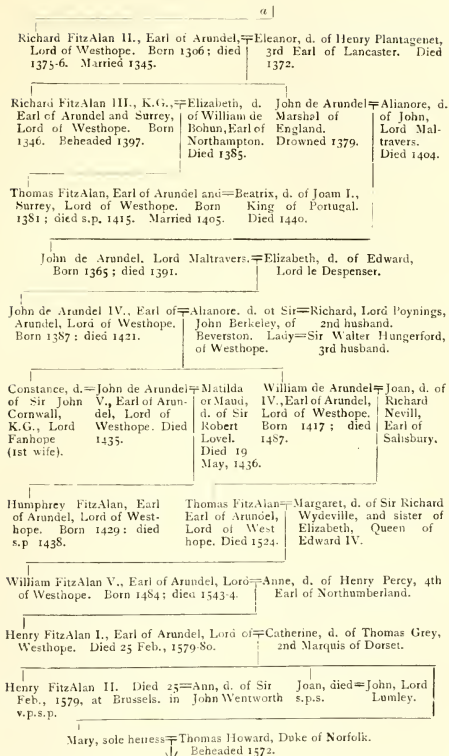 a
Richard FitzAlan II., Earl of Arundel, Lord of Westhope. Born 1306; died 1375-6. Married 1345.
Eleanor, d. of Henry Plantagenet, 3rd Earl of Lancaster. Died 1372.
Richard FitzAlan III., K.G., Earl of Arundel and Surrey, Lord of Westhope. Born 1346. Beheaded 1397.
Elizabeth, d. of William de Bohun, Earl of Northampton. Died 1385.
John de Arundel Marshal of England. Drowned 1379.
Alianore, d. of John, Lord Maltravers. Died 1404.
Thomas FitzAlan, Earl of Arundel and Surrey, Lord of Westhope. Born 1381; died s.p. 1415. Married 1405.
Beatrix, d. of Joam I., King of Portugal. Died 1440.
John de Arundel. Lord Maltravers. Born 1365; died 1391.
Elizabeth, d. of Edward, Lord le Despenser.
John de Arundel IV., Earl of Arundel, Lord of Westhope. Born 1387: died 1421.
Alianore. d. of Sir John Berkeley, of Beverston. Lady of Westhope.
Richard, Lord Poynings, 2nd husband.
Sir Walter Hungerford, 3rd husband.
Constance, d. of Sir John Cornwall, K.G., Lord Fanhope (1st wife).
John de Arundel V., Earl of Arundel, Lord of Westhope. Died 1435.
Matilda or Maud, d. of Sir Robert Lovel. Died 19 May, 1436.
William de Arundel IV., Earl of Arundel, Lord of Westhope. Born 1417; died 1487.
Joan, d. of Richard Nevill, Earl of Salisbury.
Humphrey FitzAlan, Earl of Arundel, Lord of Westhope. Born 1429: died s.p 1438.
Thomas FitzAlan Earl of Arundel, Lord of West hope. Died 1524.
Margaret, d. of Sir Richard Wydeville, and sister of Elizabeth, Queen of Edward IV.
William FitzAlan V., Earl of Arundel, Lord of Westhope. Born 1484; died 1543-4.
Anne, d. of Henry Percy, 4th Earl of Northumberland.
Henry FitzAlan I., Earl of Arundel, Lord of Westhope. Died 25 Feb., 1579-80.
Catherine, d. of Thomas Grey, 2nd Marquis of Dorset.
Henry FitzAlan II. Died 25 Feb., 1579, at Brussels. v.p.s.p.
Ann, d. of Sir John Wentworth
Joan, died s.p.s.
John, Lord Lumley.
Mary, sole heiress
Thomas Howard, Duke of Norfolk. Beheaded 1572.